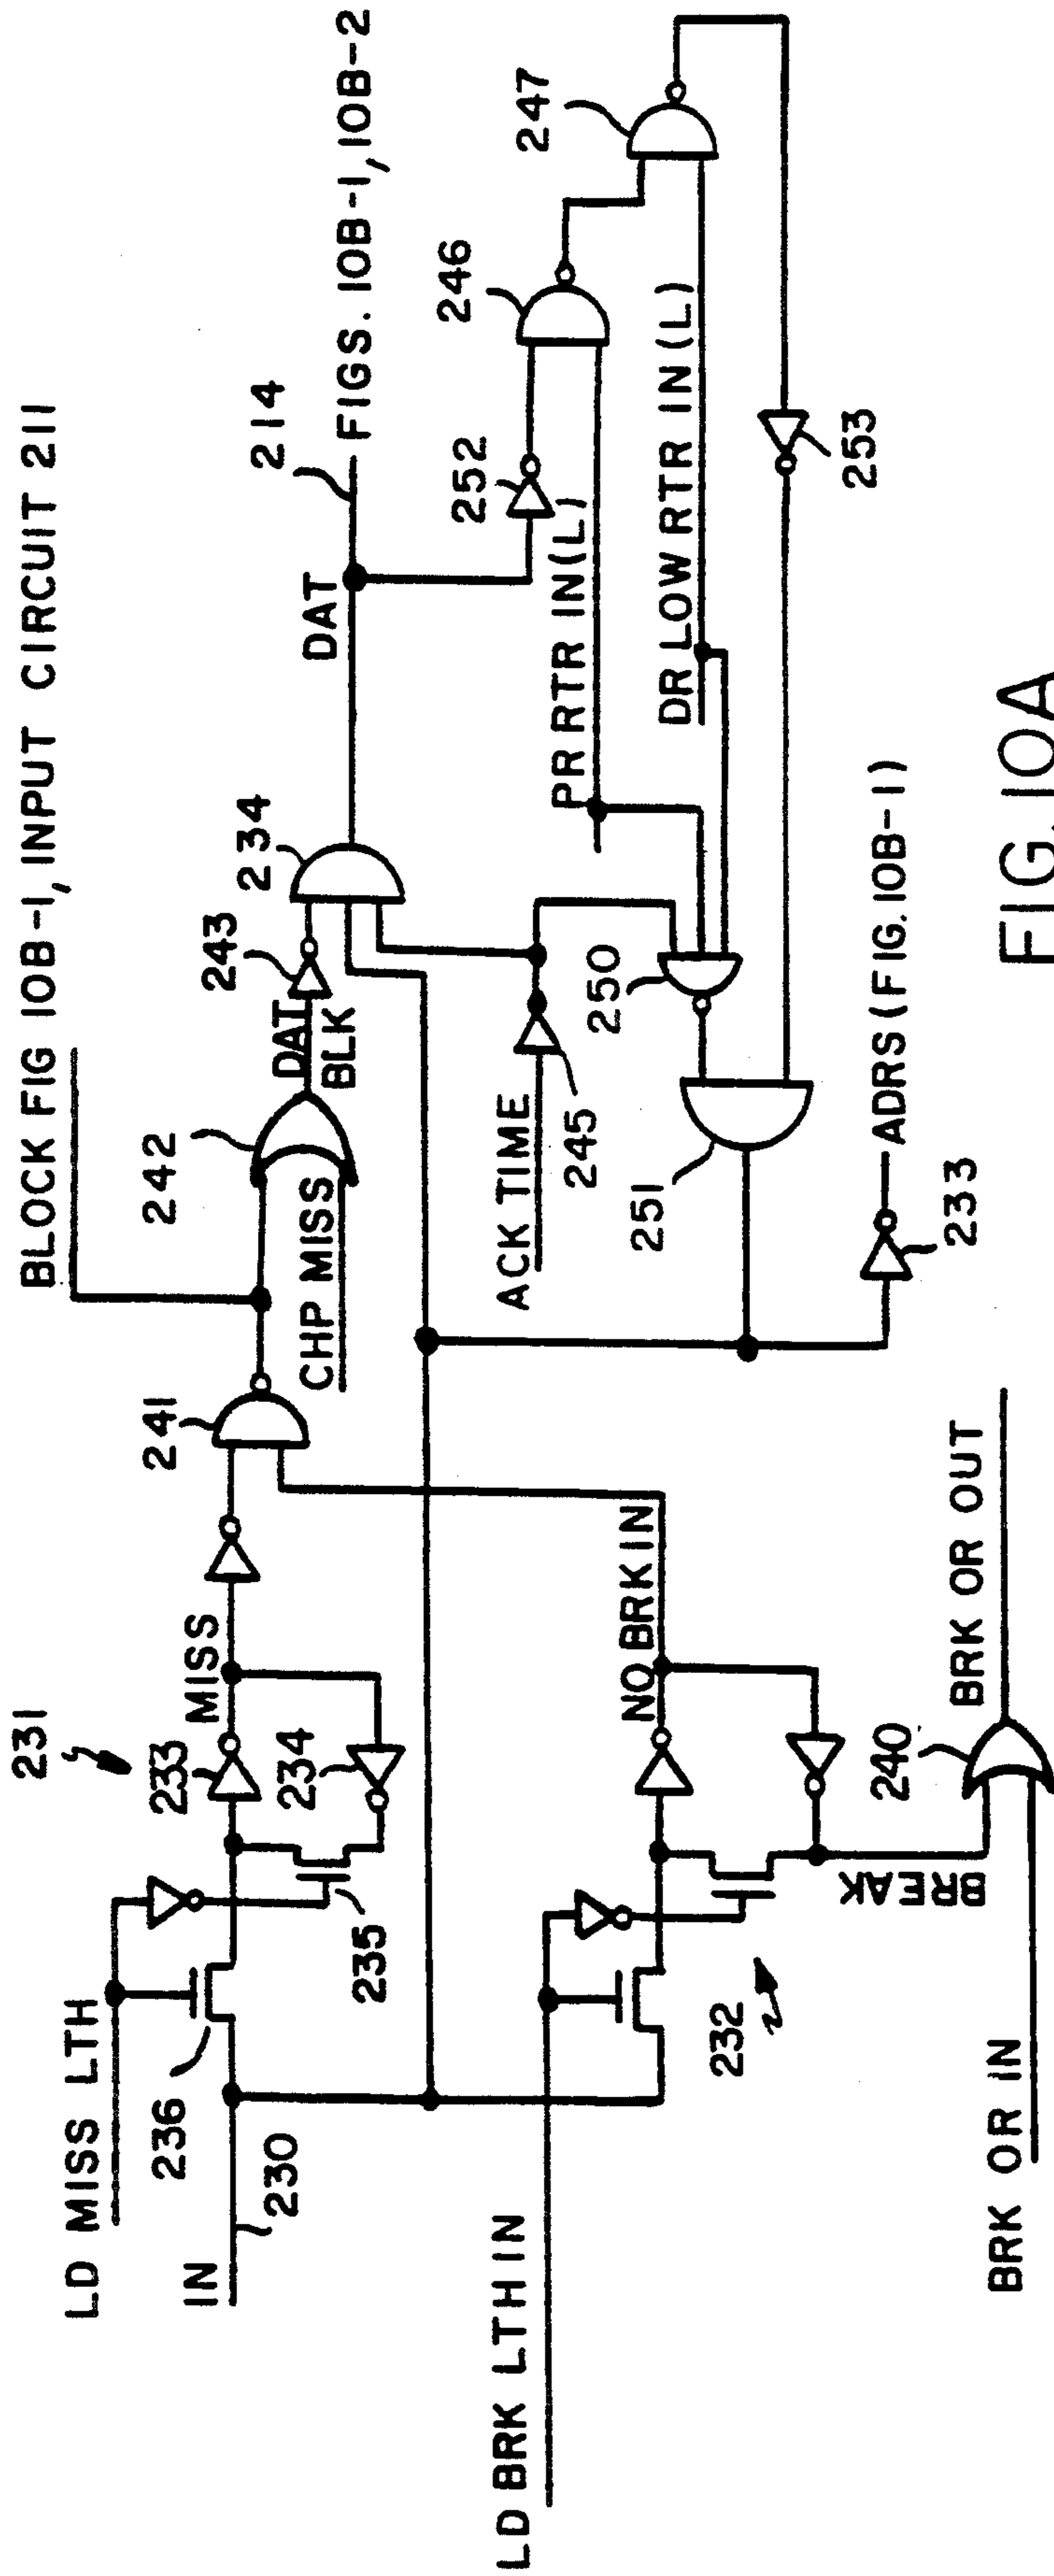 BLOCK FIG 10B-1, INPUT CIRCUIT 211
231
LD MISS LTH
236
IN
230
233
MISS
234
235
241
242
CHP MISS
DAT
BLK
243
234
DAT
214
FIGS. 10B-1, 10B-2
252
246
247
PR RTR IN(L)
DR LOW RTR IN (L)
253
ACK TIME
245
250
251
233
ADRS (FIG. 10B-1)
LD BRK LTH IN
232
NO BRK IN
BREAK
240
BRK OR OUT
BRK OR IN
FIG. 10A